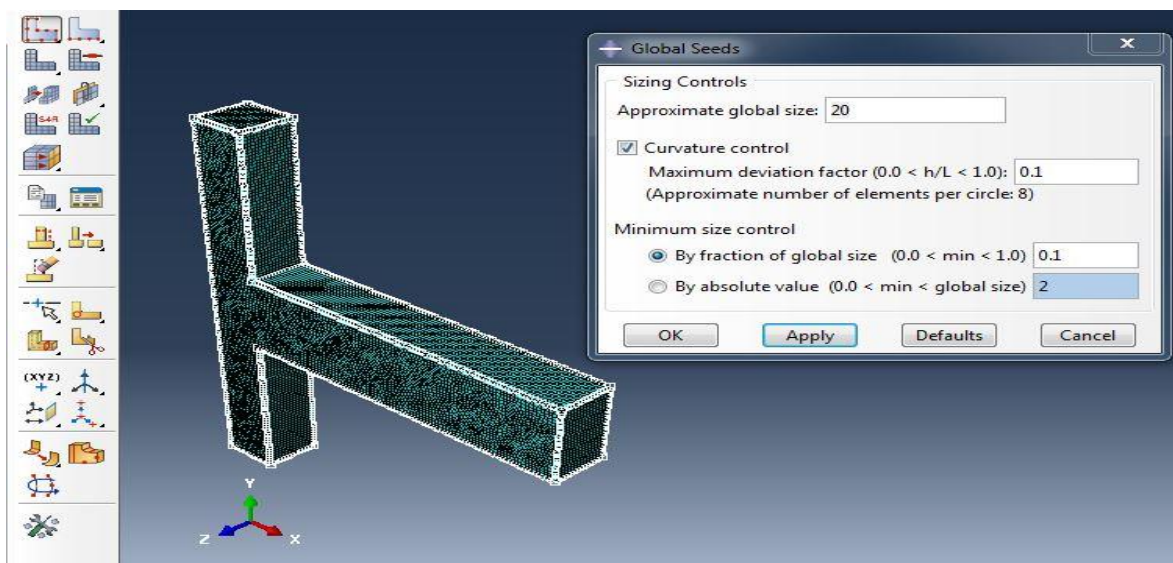 Global Seeds
Sizing Controls
Approximate global size: 20
Curvature control
Maximum deviation factor (0.0 < h/L < 1.0): 0.1
(Approximate number of elements per circle: 8)
Minimum size control
By fraction of global size (0.0 < min < 1.0) 0.1
By absolute value (0.0 < min < global size) 2
OK Apply Defaults Cancel
S4R
(XYZ)
Y
Z X